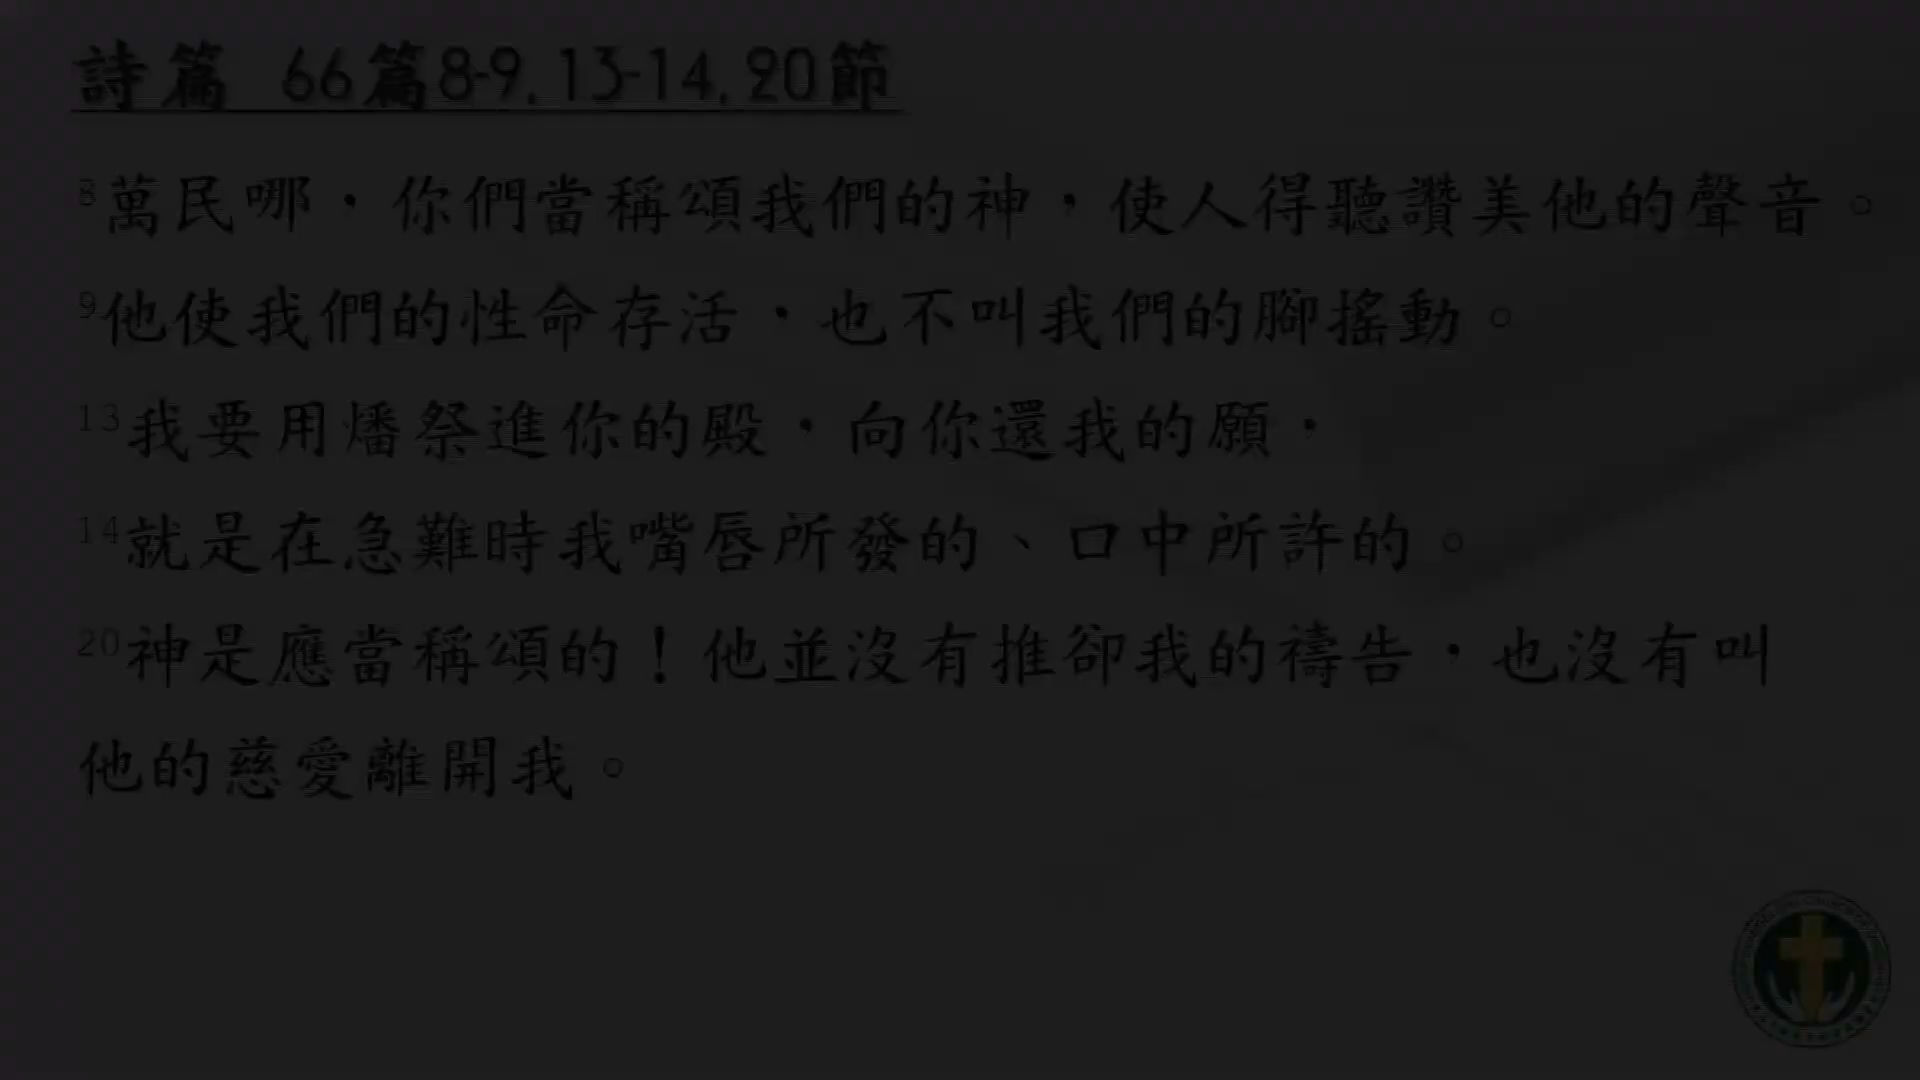 詩篇 66篇8-9,13-14,20節
8萬民哪，你們當稱頌我們的神，使人得聽讚美他的聲音。
9他使我們的性命存活，也不叫我們的腳搖動。
13我要用燔祭進你的殿，向你還我的願，
14就是在急難時我嘴唇所發的、口中所許的。
20神是應當稱頌的！他並沒有推卻我的禱告，也沒有叫
他的慈愛離開我。